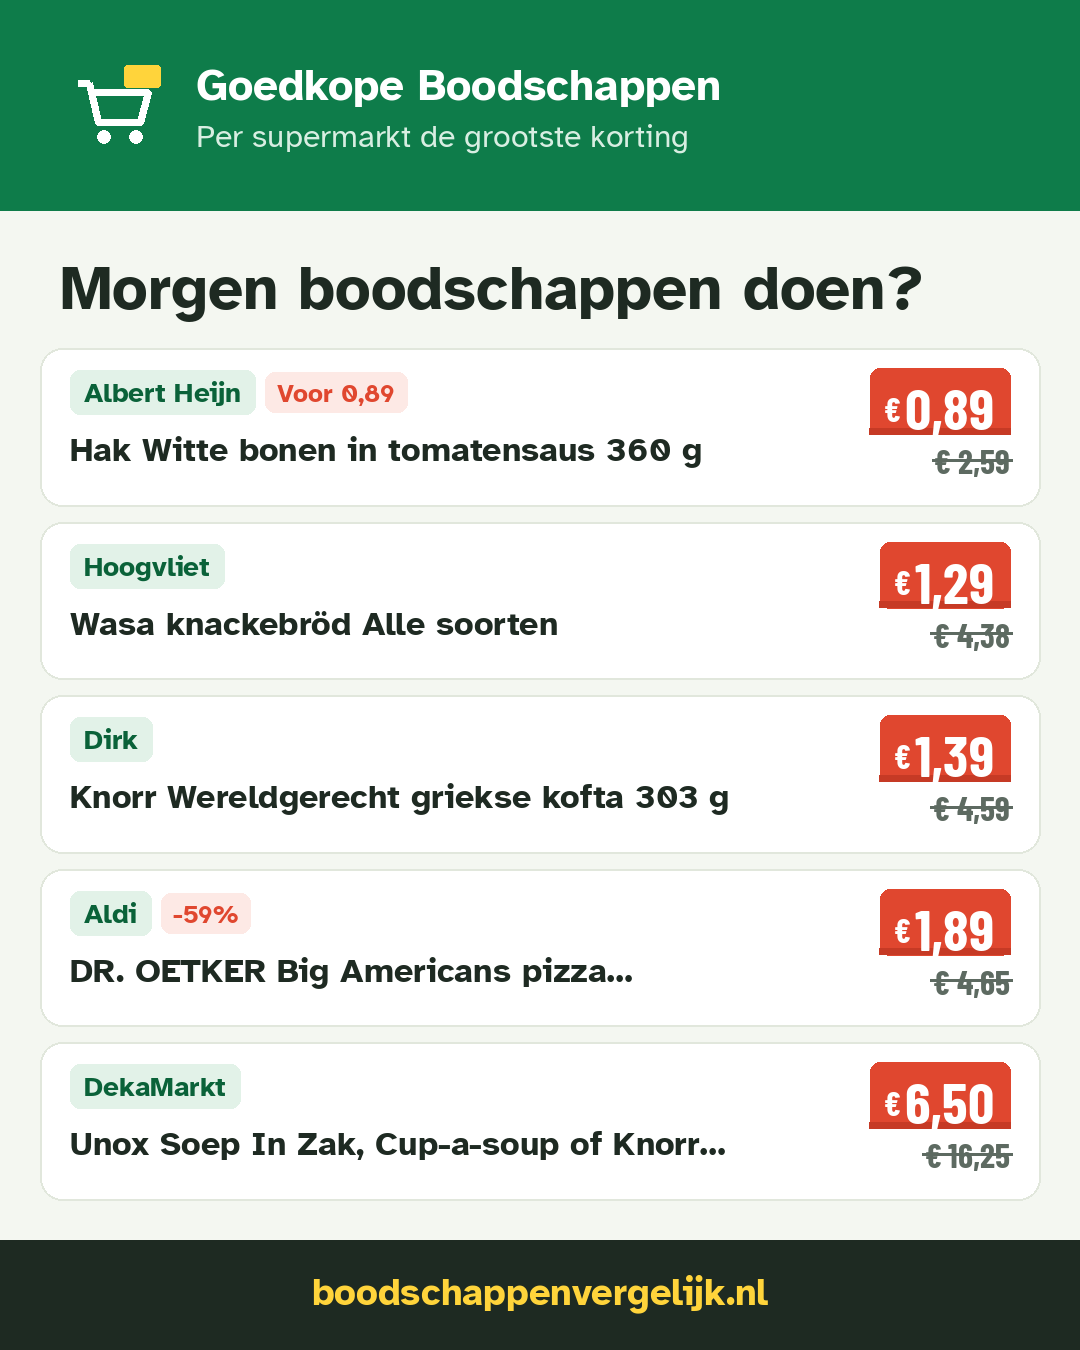 Goedkope Boodschappen
Per supermarkt de grootste korting
Morgen boodschappen doen?
Albert Heijn Voor 0,89
€ 0,89
Hak Witte bonen in tomatensaus 360 g
€ 2,59
Hoogvliet
€ 1,29
Wasa knackebröd Alle soorten
€ 4,38
Dirk
€ 1,39
Knorr Wereldgerecht griekse kofta 303 g
€ 4,59
Aldi -59%
€ 1,89
DR. OETKER Big Americans pizza...
€ 4,65
DekaMarkt
€ 6,50
Unox Soep In Zak, Cup-a-soup of Knorr...
€ 16,25
boodschappenvergelijk.nl